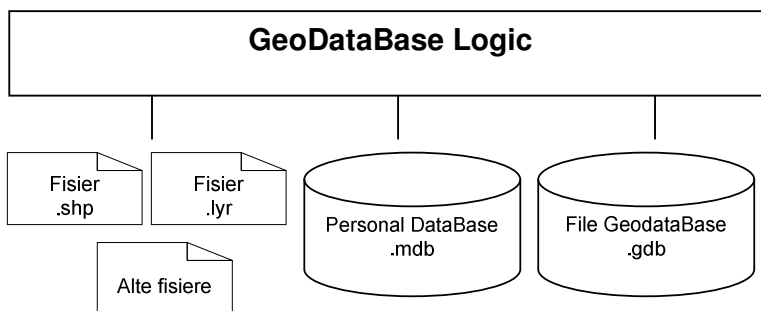 GeoDataBase Logic
Fisier
.shp
Fisier
.lyr
Personal DataBase
.mdb
File GeodataBase
.gdb
Alte fisiere